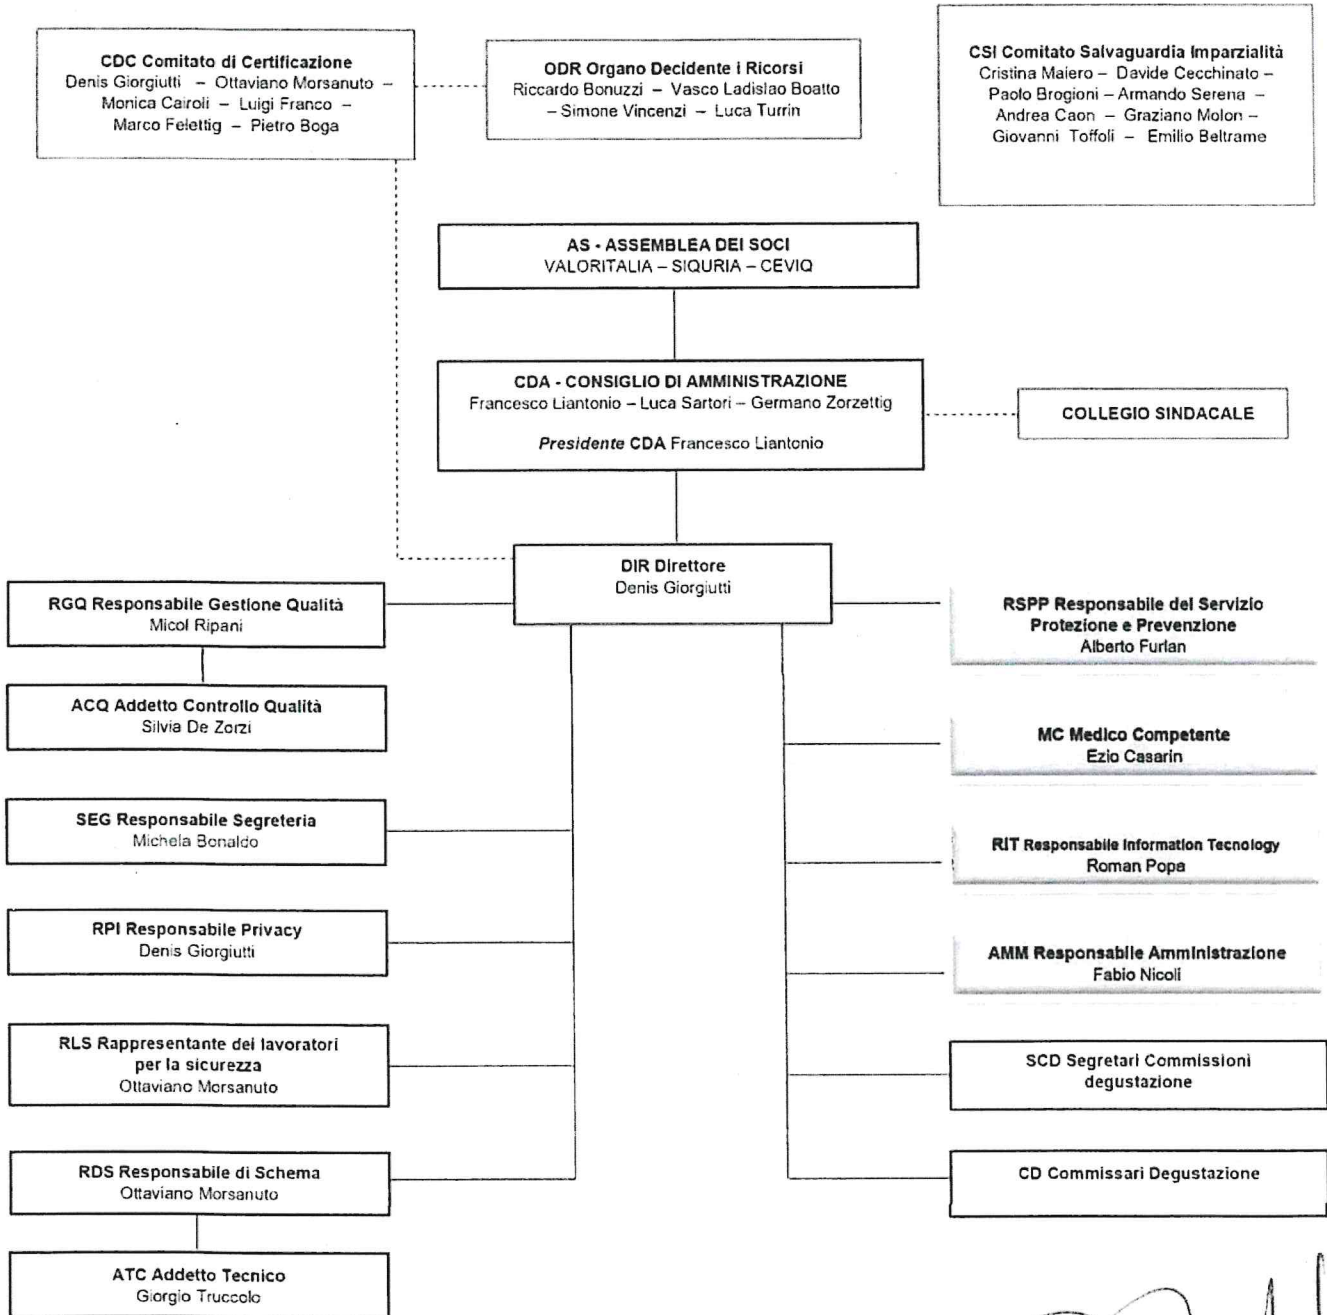 CDC Comitato di Certificazione
Denis Giorgiutti – Ottaviano Morsanuto –
Monica Cairoli – Luigi Franco –
Marco Felettig – Pietro Boga
ODR Organo Decidente i Ricorsi
Riccardo Bonuzzi – Vasco Ladislao Boatto
– Simone Vincenzi – Luca Turrin
CSI Comitato Salvaguardia Imparzialità
Cristina Maiero – Davide Cecchinato –
Paolo Brogioni – Armando Serena –
Andrea Caon – Graziano Molon –
Giovanni Toffoli – Emilio Beltrame
AS - ASSEMBLEA DEI SOCI
VALORITALIA – SIQURIA – CEVIQ
CDA - CONSIGLIO DI AMMINISTRAZIONE
Francesco Liantonio – Luca Sartori – Germano Zorzettig
Presidente CDA Francesco Liantonio
COLLEGIO SINDACALE
DIR Direttore
Denis Giorgiutti
RGQ Responsabile Gestione Qualità
Micol Ripani
ACQ Addetto Controllo Qualità
Silvia De Zorzi
SEG Responsabile Segreteria
Michela Bonaldo
RPI Responsabile Privacy
Denis Giorgiutti
RLS Rappresentante dei lavoratori
per la sicurezza
Ottaviano Morsanuto
RDS Responsabile di Schema
Ottaviano Morsanuto
ATC Addetto Tecnico
Giorgio Truccolo
RSPP Responsabile del Servizio
Protezione e Prevenzione
Alberto Furlan
MC Medico Competente
Ezio Casarin
RIT Responsabile Information Tecnology
Roman Popa
AMM Responsabile Amministrazione
Fabio Nicoli
SCD Segretari Commissioni
degustazione
CD Commissari Degustazione